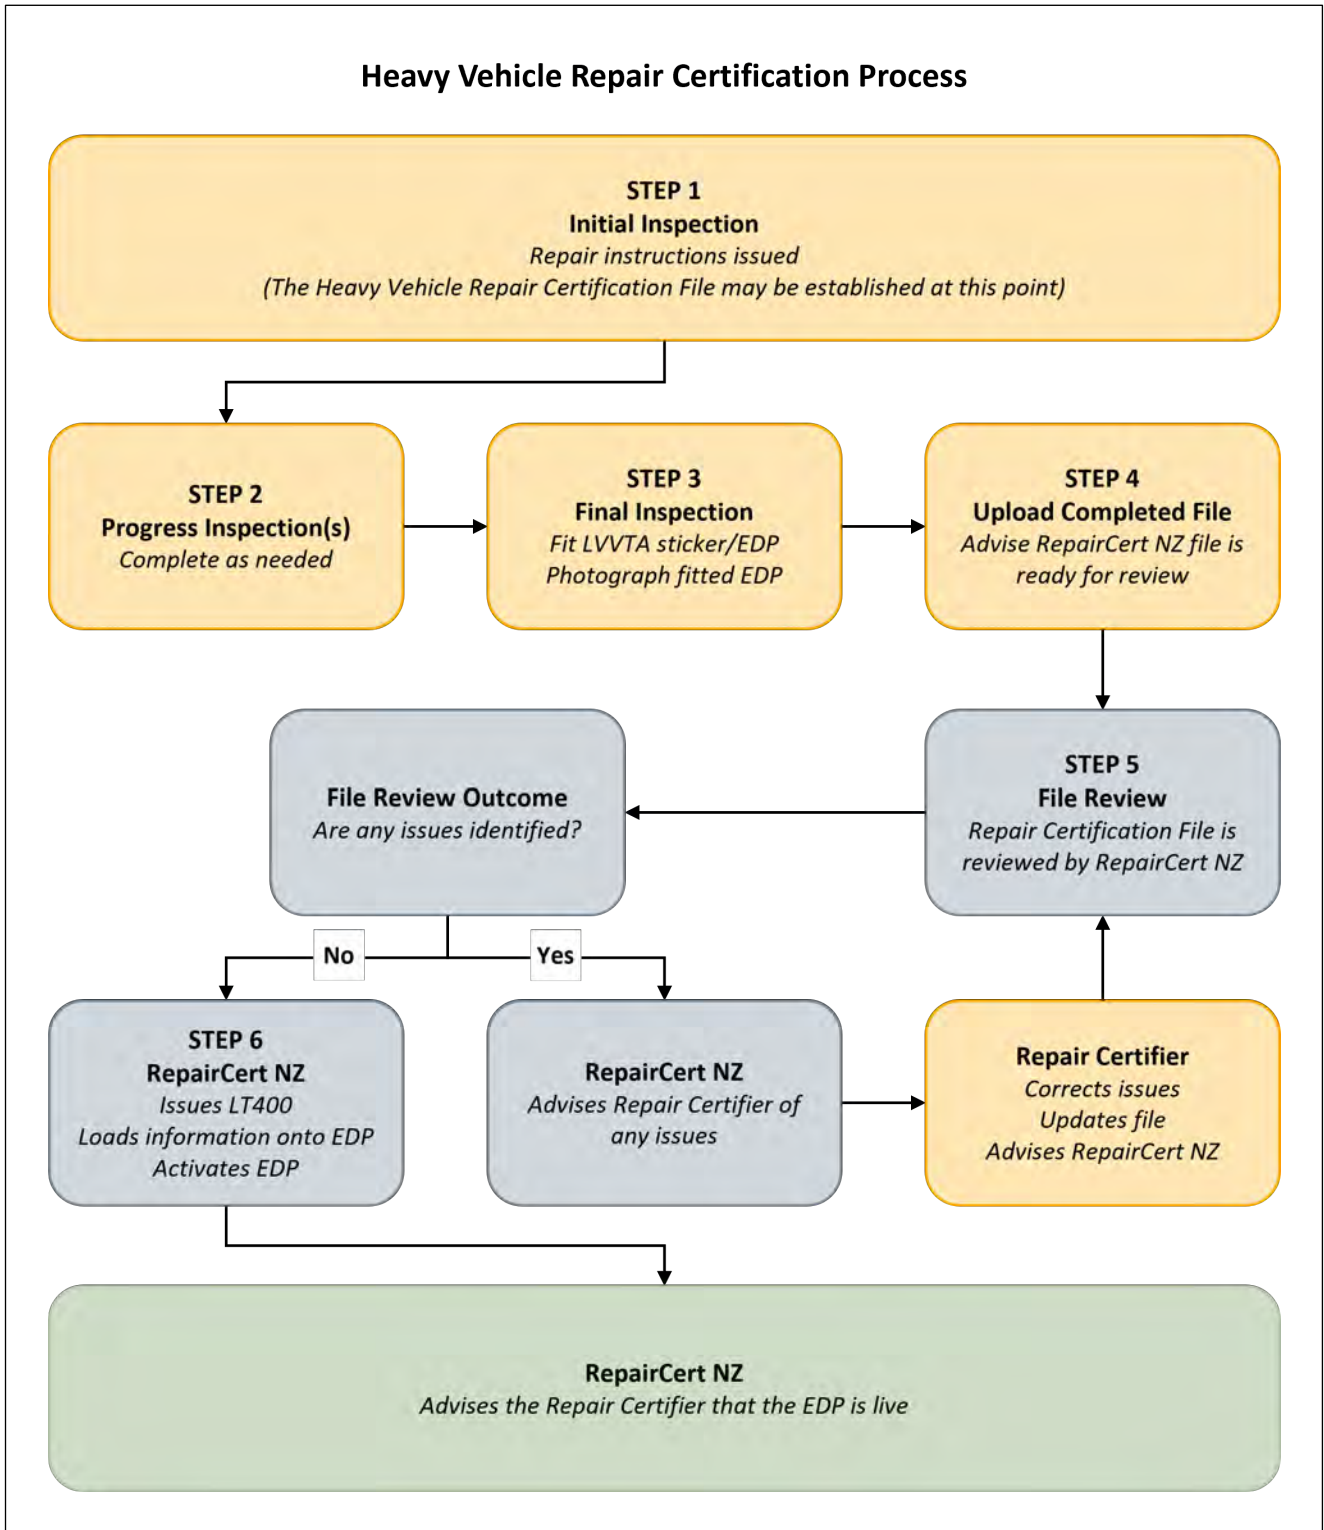 Heavy Vehicle Repair Certification Process
STEP 1
Initial Inspection
Repair instructions issued
(The Heavy Vehicle Repair Certification File may be established at this point)
STEP 2
Progress Inspection(s)
Complete as needed
STEP 3
Final Inspection
Fit LVVTA sticker/EDP
Photograph fitted EDP
STEP 4
Upload Completed File
Advise RepairCert NZ file is
ready for review
File Review Outcome
Are any issues identified?
STEP 5
File Review
Repair Certification File is
reviewed by RepairCert NZ
No
Yes
STEP 6
RepairCert NZ
Issues LT400
Loads information onto EDP
Activates EDP
RepairCert NZ
Advises Repair Certifier of
any issues
Repair Certifier
Corrects issues
Updates file
Advises RepairCert NZ
RepairCert NZ
Advises the Repair Certifier that the EDP is live